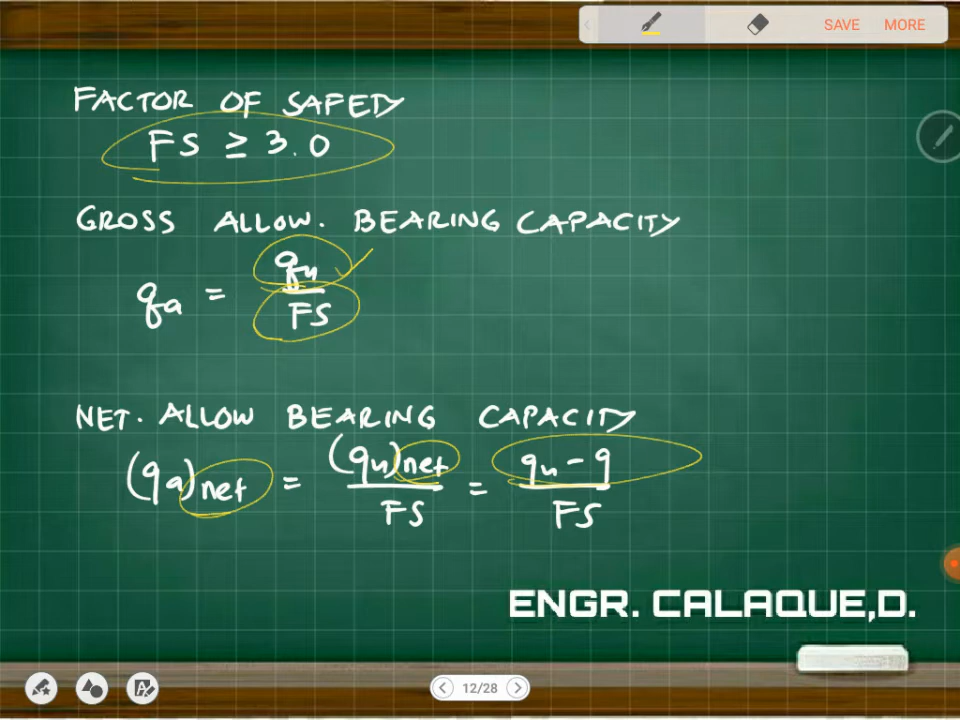 SAVE MORE
FACTOR OF SAFETY
FS ≥ 3.0
GROSS ALLOW. BEARING CAPACITY
qa = qu / FS
NET. ALLOW BEARING CAPACITY
(qa)net = (qu)net / FS = qu - q / FS
ENGR. CALAQUE,D.
12/28